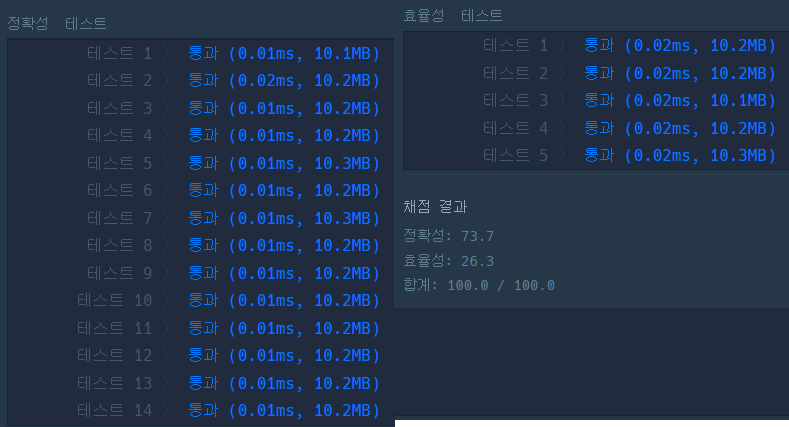 정확성 테스트
테스트 1 〉 통과 (0.01ms, 10.1MB)
테스트 2 〉 통과 (0.02ms, 10.2MB)
테스트 3 〉 통과 (0.01ms, 10.2MB)
테스트 4 〉 통과 (0.01ms, 10.2MB)
테스트 5 〉 통과 (0.01ms, 10.3MB)
테스트 6 〉 통과 (0.01ms, 10.2MB)
테스트 7 〉 통과 (0.01ms, 10.3MB)
테스트 8 〉 통과 (0.01ms, 10.2MB)
테스트 9 〉 통과 (0.01ms, 10.2MB)
테스트 10 〉 통과 (0.01ms, 10.2MB)
테스트 11 〉 통과 (0.01ms, 10.2MB)
테스트 12 〉 통과 (0.01ms, 10.2MB)
테스트 13 〉 통과 (0.01ms, 10.2MB)
테스트 14 〉 통과 (0.01ms, 10.2MB)
효율성 테스트
테스트 1 〉 통과 (0.02ms, 10.2MB)
테스트 2 〉 통과 (0.02ms, 10.2MB)
테스트 3 〉 통과 (0.02ms, 10.1MB)
테스트 4 〉 통과 (0.02ms, 10.2MB)
테스트 5 〉 통과 (0.02ms, 10.3MB)
채점 결과
정확성: 73.7
효율성: 26.3
합계: 100.0 / 100.0